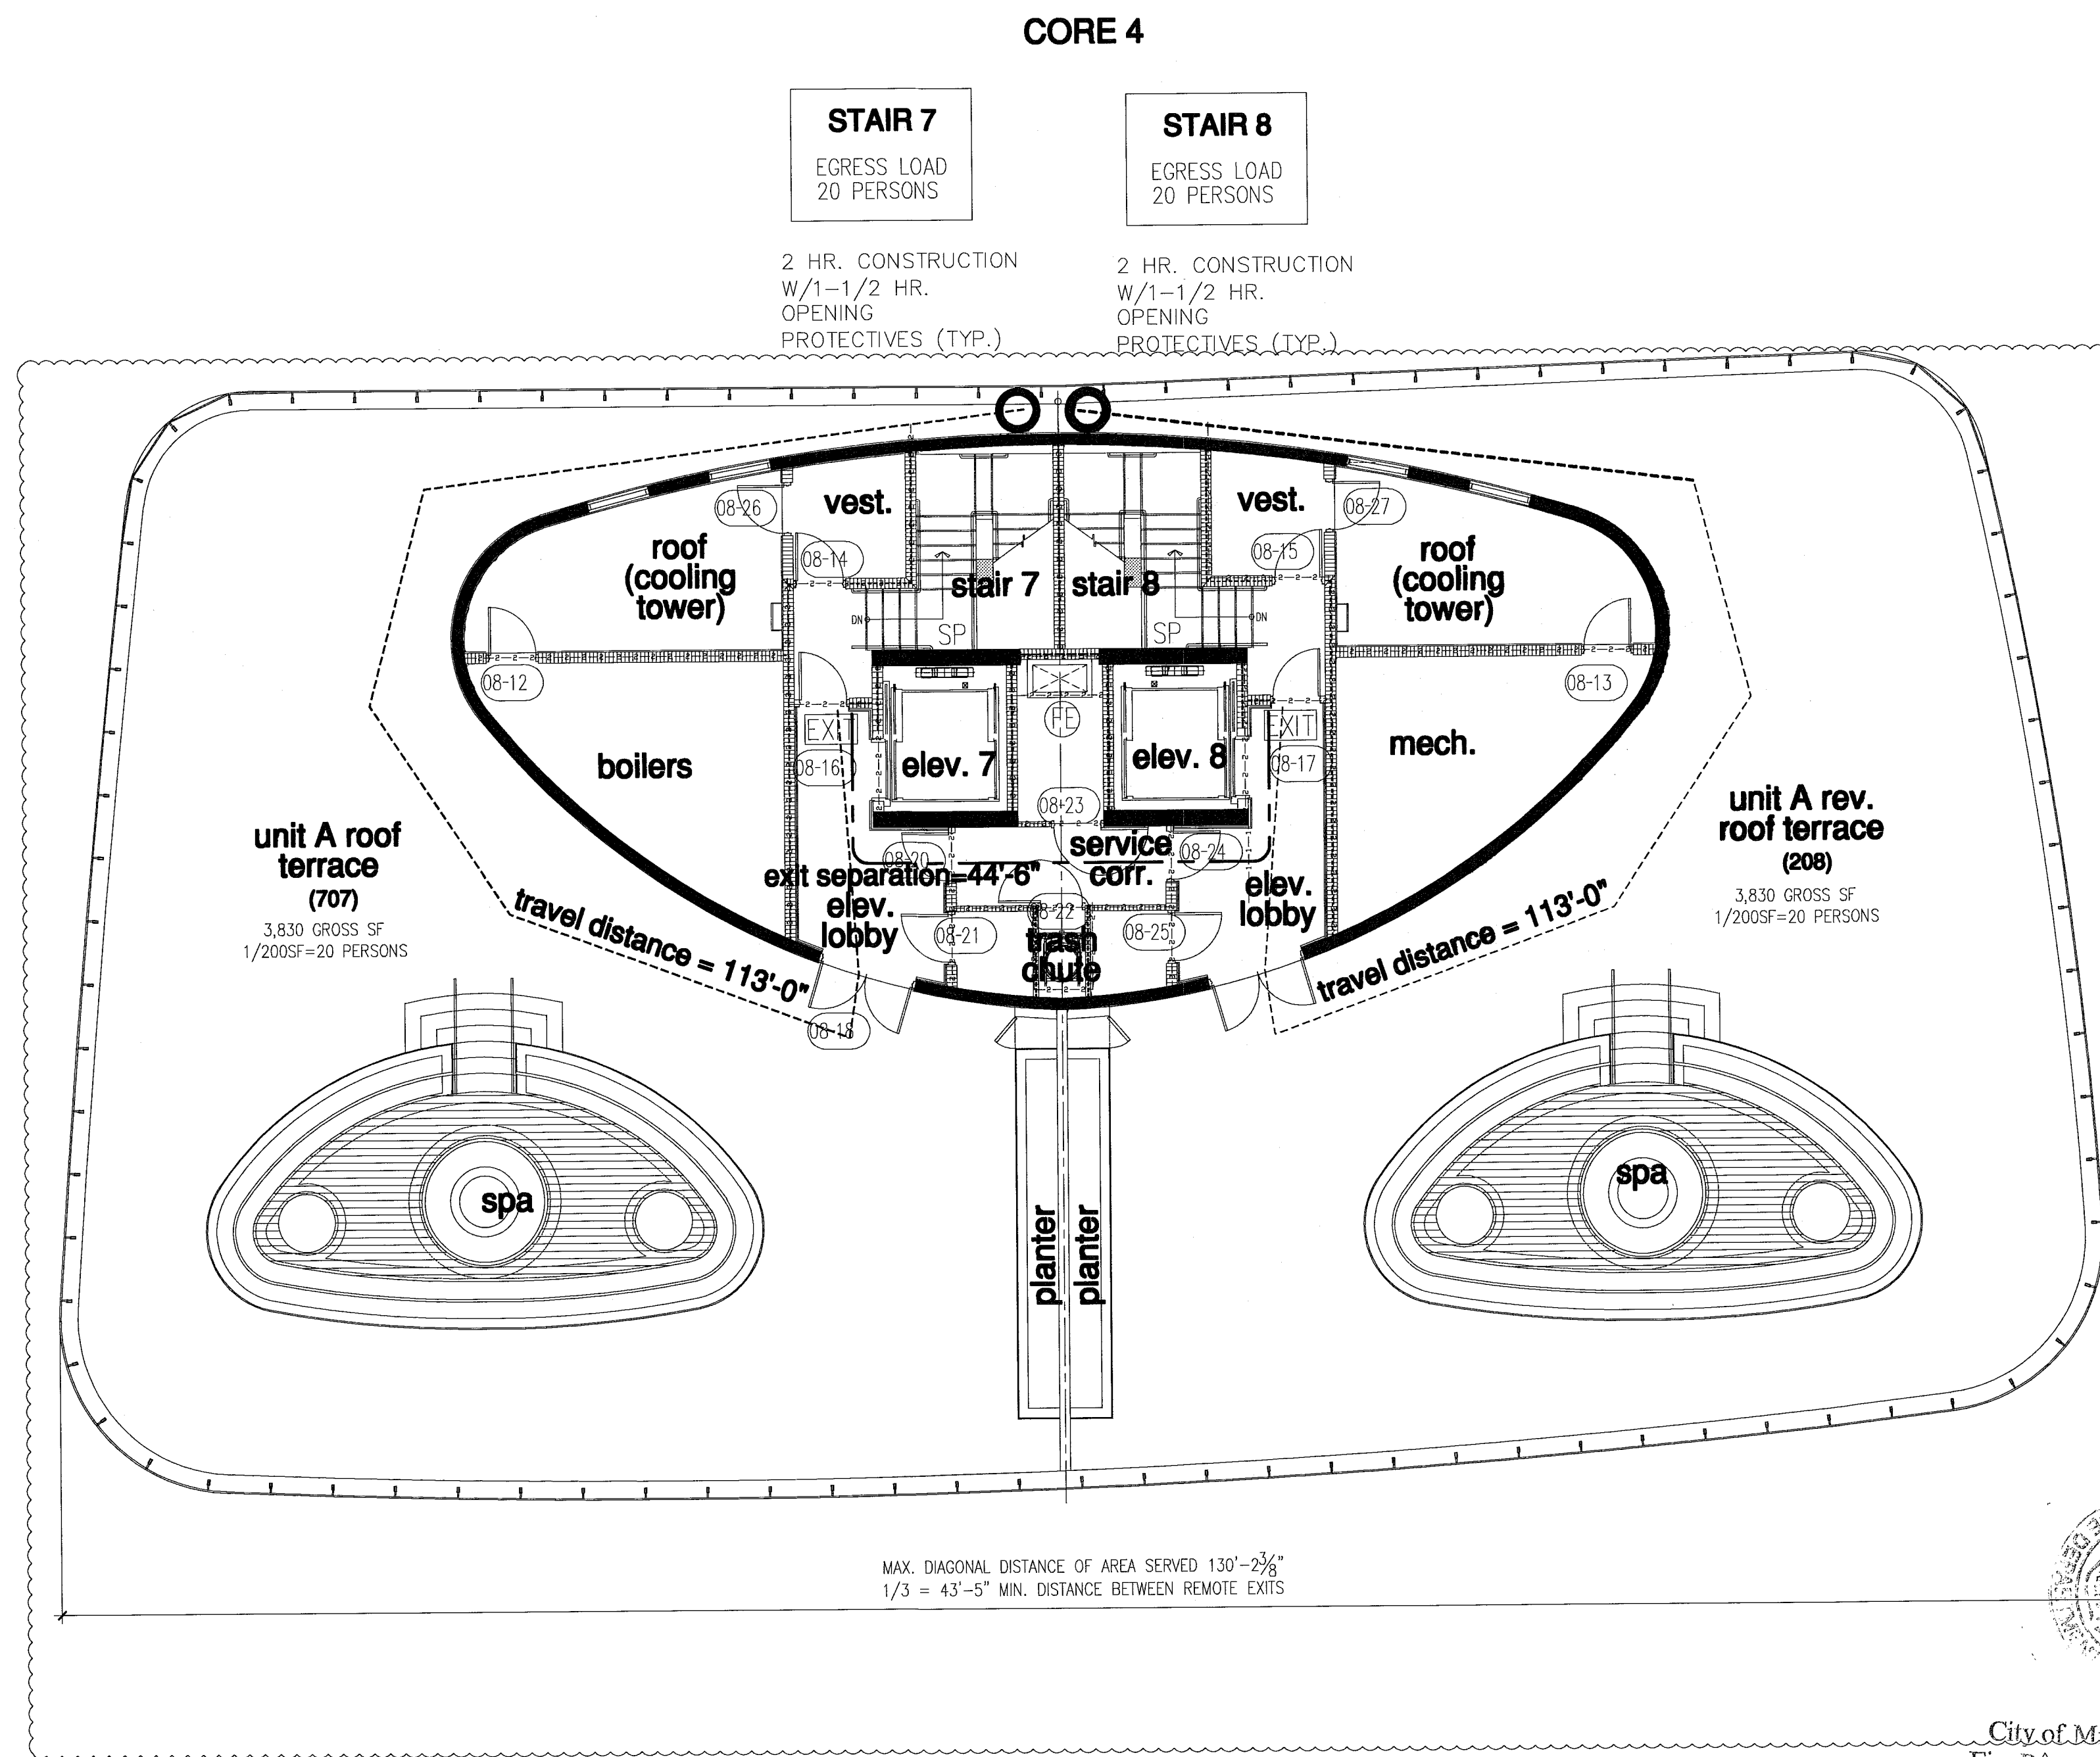 CORE 4
STAIR 7
EGRESS LOAD
20 PERSONS
STAIR 8
EGRESS LOAD
20 PERSONS
2 HR. CONSTRUCTION
W/1-1/2 HR.
OPENING
PROTECTIVES (TYP.)
2 HR. CONSTRUCTION
W/1-1/2 HR.
OPENING
PROTECTIVES (TYP.)
08-26
vest.
vest.
08-27
08-14
08-15
roof
(cooling
tower)
stair 7
stair 8
roof
(cooling
tower)
DN
SP
SP
DN
08-12
08-13
EXIT
FE
EXIT
boilers
08-16
elev. 7
elev. 8
08-17
mech.
08-23
unit A roof
terrace
(707)
3,830 GROSS SF
1/200SF=20 PERSONS
unit A rev.
roof terrace
(208)
3,830 GROSS SF
1/200SF=20 PERSONS
08-20
service
corr.
08-24
exit separation=44'-6"
elev.
lobby
elev.
lobby
08-21
08-22
08-25
trash
chute
travel distance = 113'-0"
travel distance = 113'-0"
08-18
spa
spa
planter
planter
MAX. DIAGONAL DISTANCE OF AREA SERVED 130'-2 3/8"
1/3 = 43'-5" MIN. DISTANCE BETWEEN REMOTE EXITS
City of M